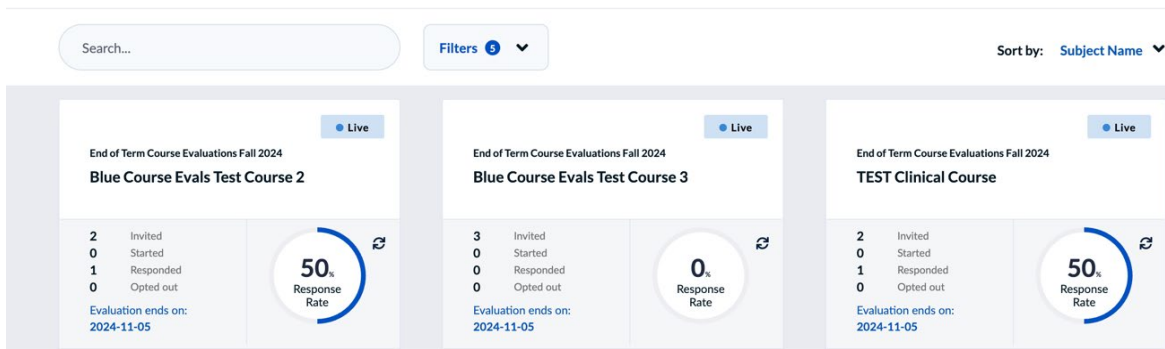 Search...
Filters 5
Sort by: Subject Name
Live
End of Term Course Evaluations Fall 2024
Blue Course Evals Test Course 2
2 Invited
0 Started
1 Responded
0 Opted out
Evaluation ends on:
2024-11-05
50%
Response
Rate
Live
End of Term Course Evaluations Fall 2024
Blue Course Evals Test Course 3
3 Invited
0 Started
0 Responded
0 Opted out
Evaluation ends on:
2024-11-05
0%
Response
Rate
Live
End of Term Course Evaluations Fall 2024
TEST Clinical Course
2 Invited
0 Started
1 Responded
0 Opted out
Evaluation ends on:
2024-11-05
50%
Response
Rate